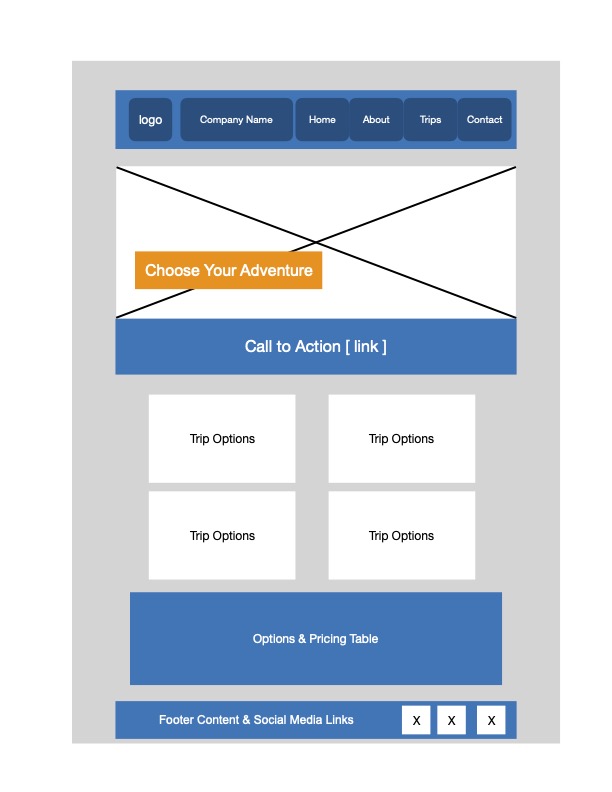 logo
Company Name
Home
About
Trips
Contact
Choose Your Adventure
Call to Action [ link ]
Trip Options
Trip Options
Trip Options
Trip Options
Options & Pricing Table
Footer Content & Social Media Links
X
X
X